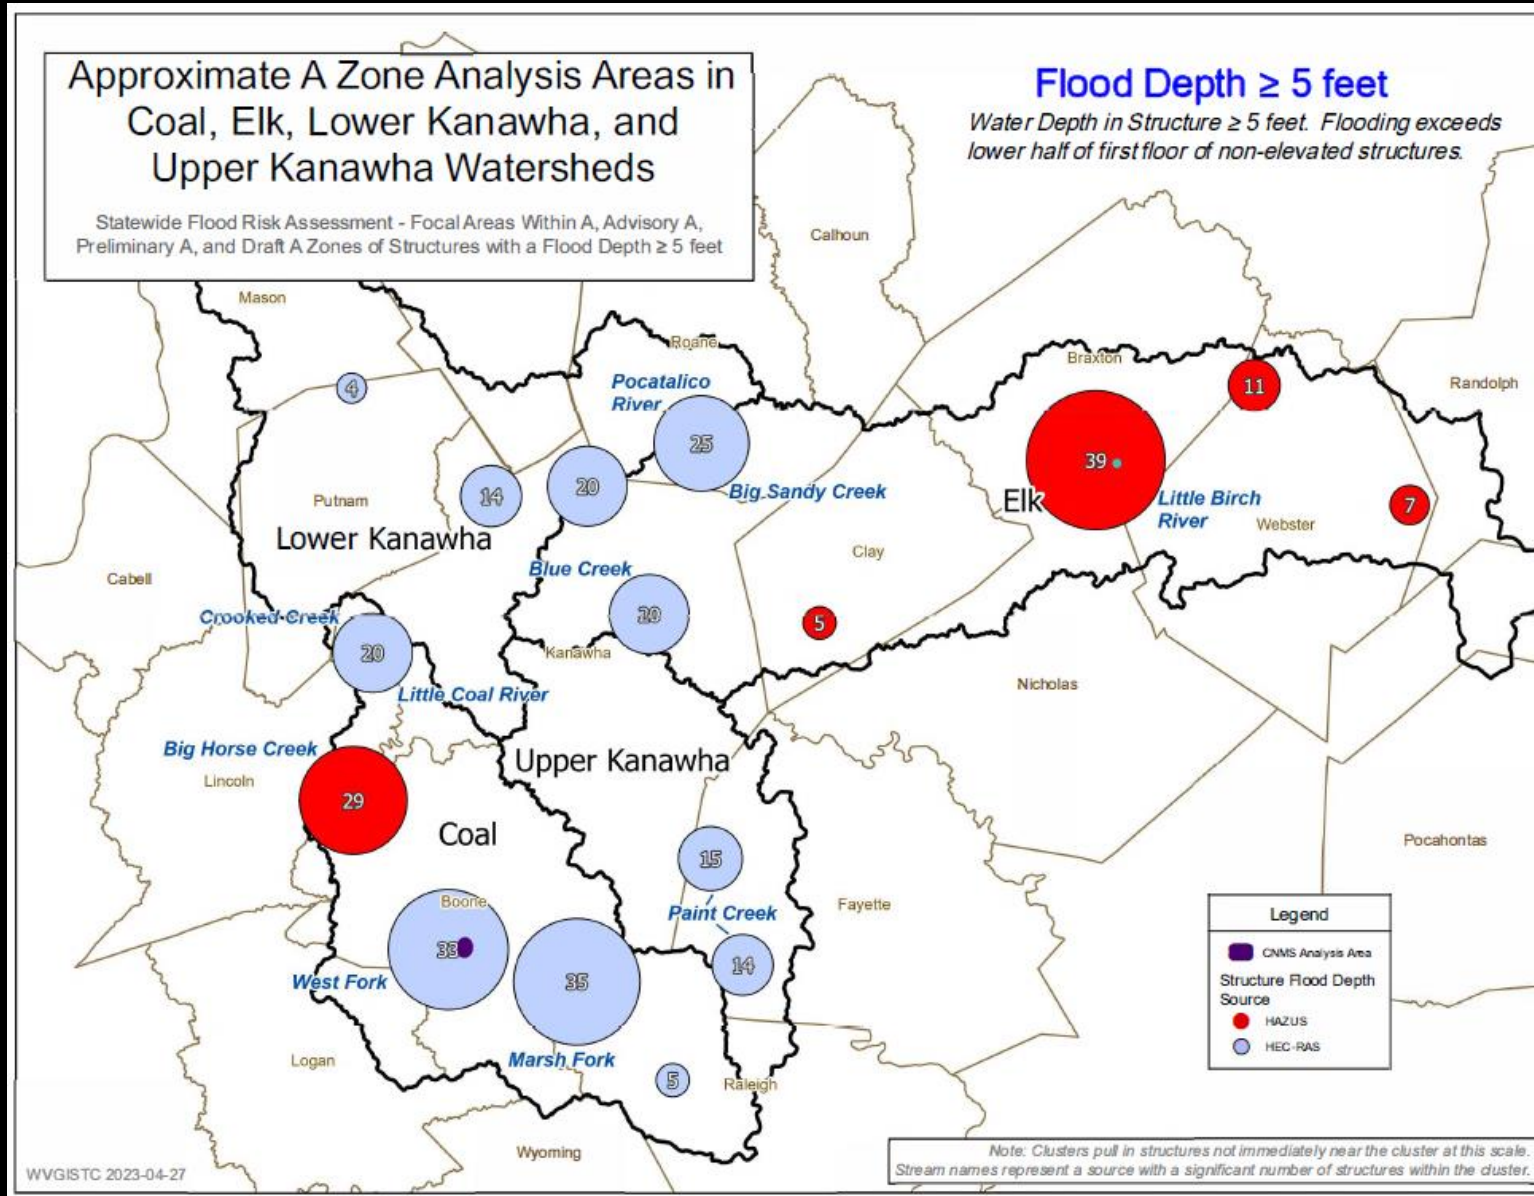 Approximate A Zone Analysis Areas in
Coal, Elk, Lower Kanawha, and
Upper Kanawha Watersheds
Statewide Flood Risk Assessment - Focal Areas Within A, Advisory A,
Preliminary A, and Draft A Zones of Structures with a Flood Depth ≥ 5 feet
Flood Depth ≥ 5 feet
Water Depth in Structure ≥ 5 feet. Flooding exceeds
lower half of first floor of non-elevated structures.
Calhoun
Mason
Roane
Braxton
Randolph
4
Pocatalico
River
11
25
39
14
20
Big Sandy Creek
Elk
Little Birch
River
7
Putnam
Lower Kanawha
Webster
Clay
Cabell
Blue Creek
Crooked Creek
20
5
20
Kanawha
Nicholas
Little Coal River
Big Horse Creek
Lincoln
Upper Kanawha
29
Coal
15
Pocahontas
Boone
Paint Creek
Fayette
33
35
14
West Fork
Marsh Fork
Logan
5
Raleigh
Wyoming
Legend
CNMS Analysis Area
Structure Flood Depth
Source
HAZUS
HEC-RAS
Note: Clusters pull in structures not immediately near the cluster at this scale.
Stream names represent a source with a significant number of structures within the cluster.
WVGISTC 2023-04-27